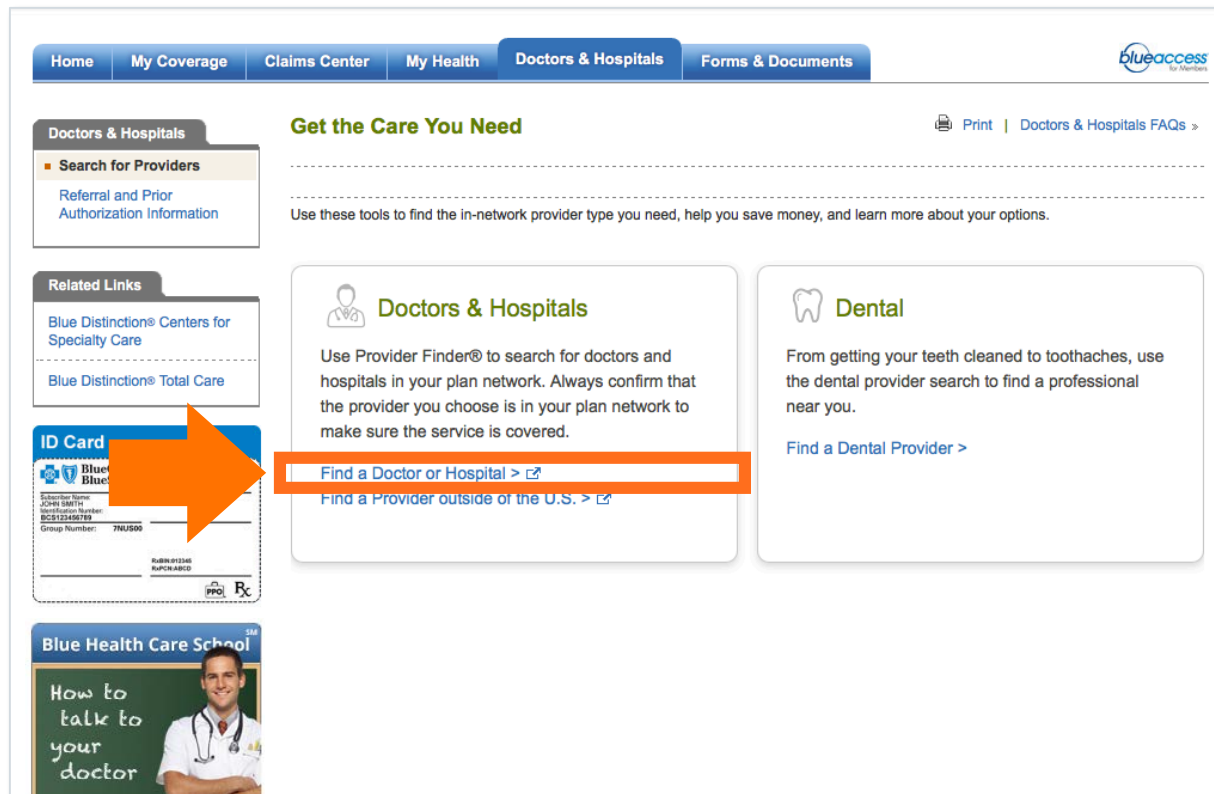 Home My Coverage Claims Center My Health Doctors & Hospitals Forms & Documents
blueaccess
for Members
Doctors & Hospitals
Search for Providers
Referral and Prior
Authorization Information
Related Links
Blue Distinction® Centers for
Specialty Care
Blue Distinction® Total Care
ID Card
Blue
Blue
Subscriber Name:
JOHN SMITH
Identification Number:
BCS123456789
Group Number: 7NUS00
RxBIN:012345
RxPCN:ABCD
PPO Rx
Blue Health Care School SM
How to
talk to
your
doctor
Get the Care You Need
Print | Doctors & Hospitals FAQs »
Use these tools to find the in-network provider type you need, help you save money, and learn more about your options.
Doctors & Hospitals
Use Provider Finder® to search for doctors and
hospitals in your plan network. Always confirm that
the provider you choose is in your plan network to
make sure the service is covered.
Find a Doctor or Hospital >
Find a Provider outside of the U.S. >
Dental
From getting your teeth cleaned to toothaches, use
the dental provider search to find a professional
near you.
Find a Dental Provider >